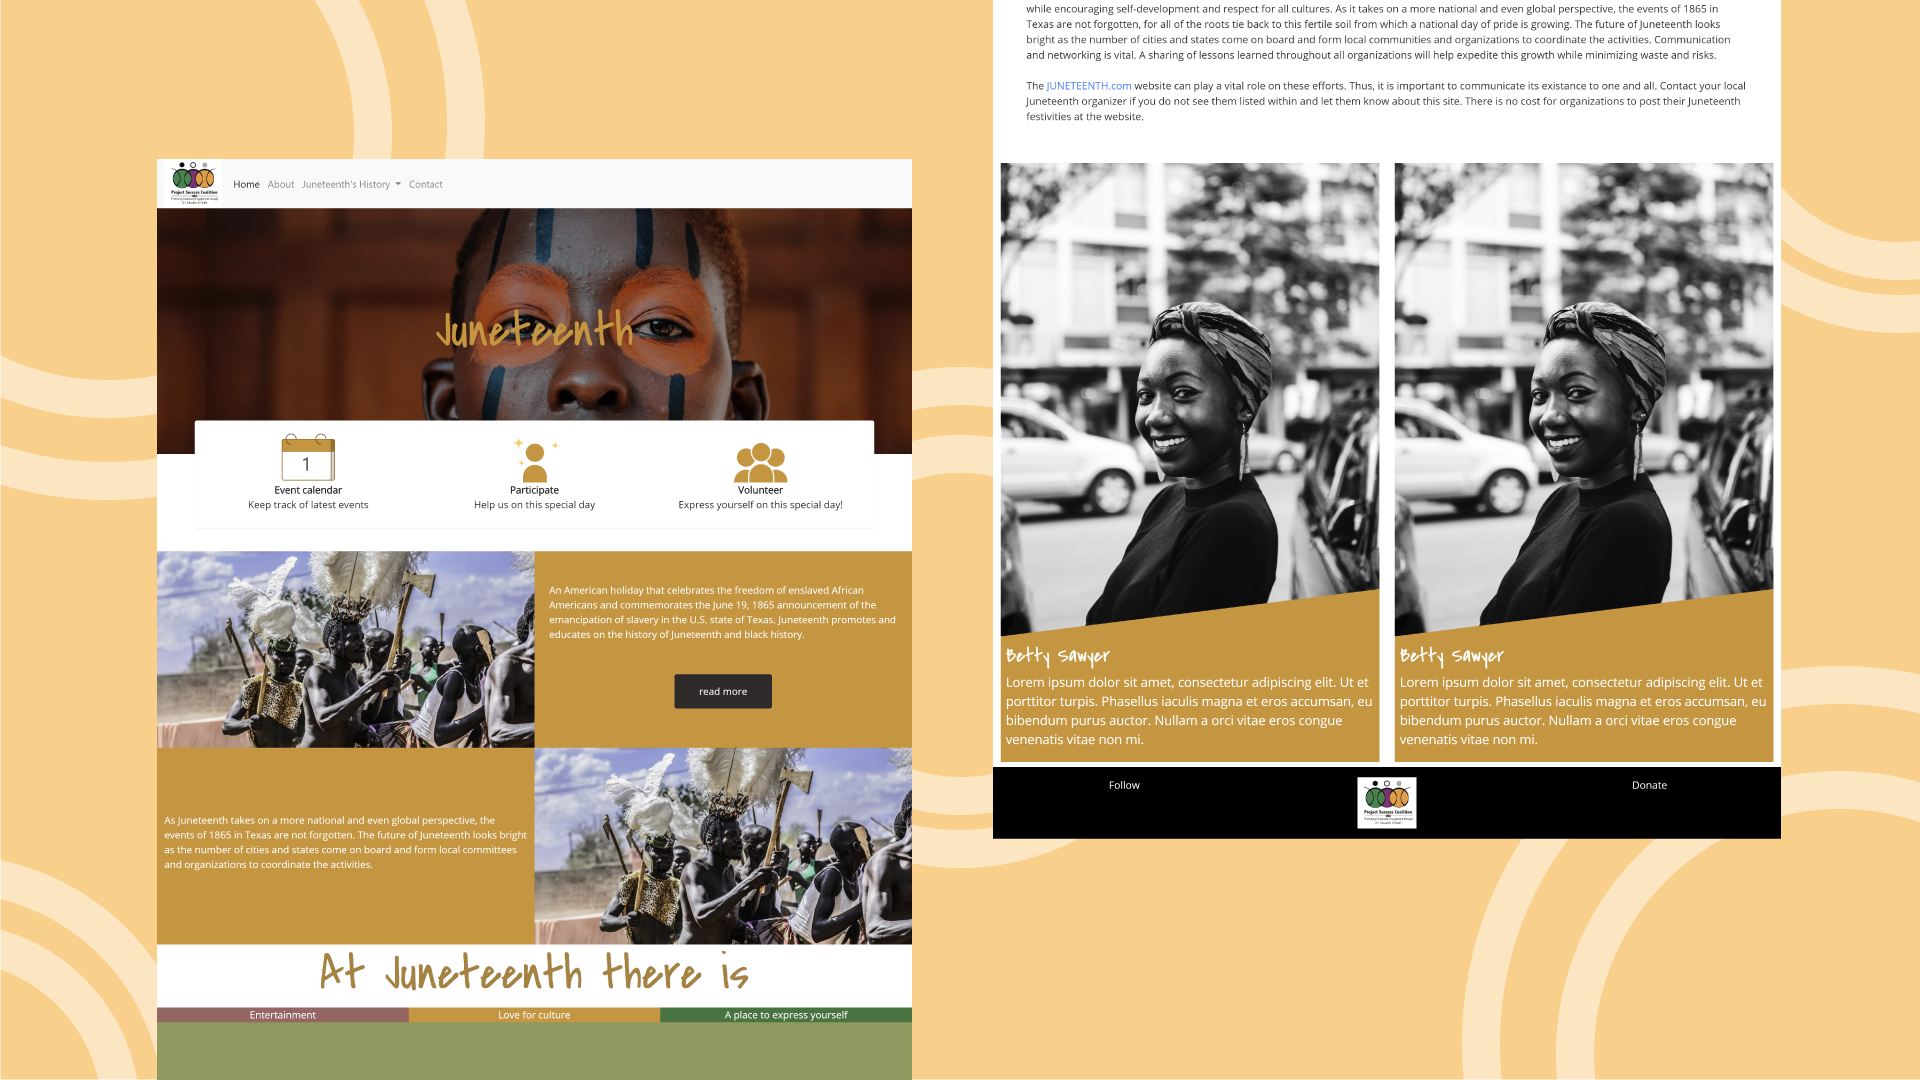 Project Success Coalition
Home
About
Juneteenth's History
Contact
Juneteenth
1
Event calendar
Keep track of latest events
Participate
Help us on this special day
Volunteer
Express yourself on this special day!
An American holiday that celebrates the freedom of enslaved African
Americans and commemorates the June 19, 1865 announcement of the
emancipation of slavery in the U.S. state of Texas. Juneteenth promotes and
educates on the history of Juneteenth and black history.
read more
As Juneteenth takes on a more national and even global perspective, the
events of 1865 in Texas are not forgotten. The future of Juneteenth looks bright
as the number of cities and states come on board and form local committees
and organizations to coordinate the activities.
At Juneteenth there is
Entertainment
Love for culture
A place to express yourself
while encouraging self-development and respect for all cultures. As it takes on a more national and even global perspective, the events of 1865 in
Texas are not forgotten, for all of the roots tie back to this fertile soil from which a national day of pride is growing. The future of Juneteenth looks
bright as the number of cities and states come on board and form local communities and organizations to coordinate the activities. Communication
and networking is vital. A sharing of lessons learned throughout all organizations will help expedite this growth while minimizing waste and risks.
The JUNETEENTH.com website can play a vital role on these efforts. Thus, it is important to communicate its existance to one and all. Contact your local
Juneteenth organizer if you do not see them listed within and let them know about this site. There is no cost for organizations to post their Juneteenth
festivities at the website.
Betty Sawyer
Lorem ipsum dolor sit amet, consectetur adipiscing elit. Ut et
porttitor turpis. Phasellus iaculis magna et eros accumsan, eu
bibendum purus auctor. Nullam a orci vitae eros congue
venenatis vitae non mi.
Betty Sawyer
Lorem ipsum dolor sit amet, consectetur adipiscing elit. Ut et
porttitor turpis. Phasellus iaculis magna et eros accumsan, eu
bibendum purus auctor. Nullam a orci vitae eros congue
venenatis vitae non mi.
Follow
Project Success Coalition
Donate